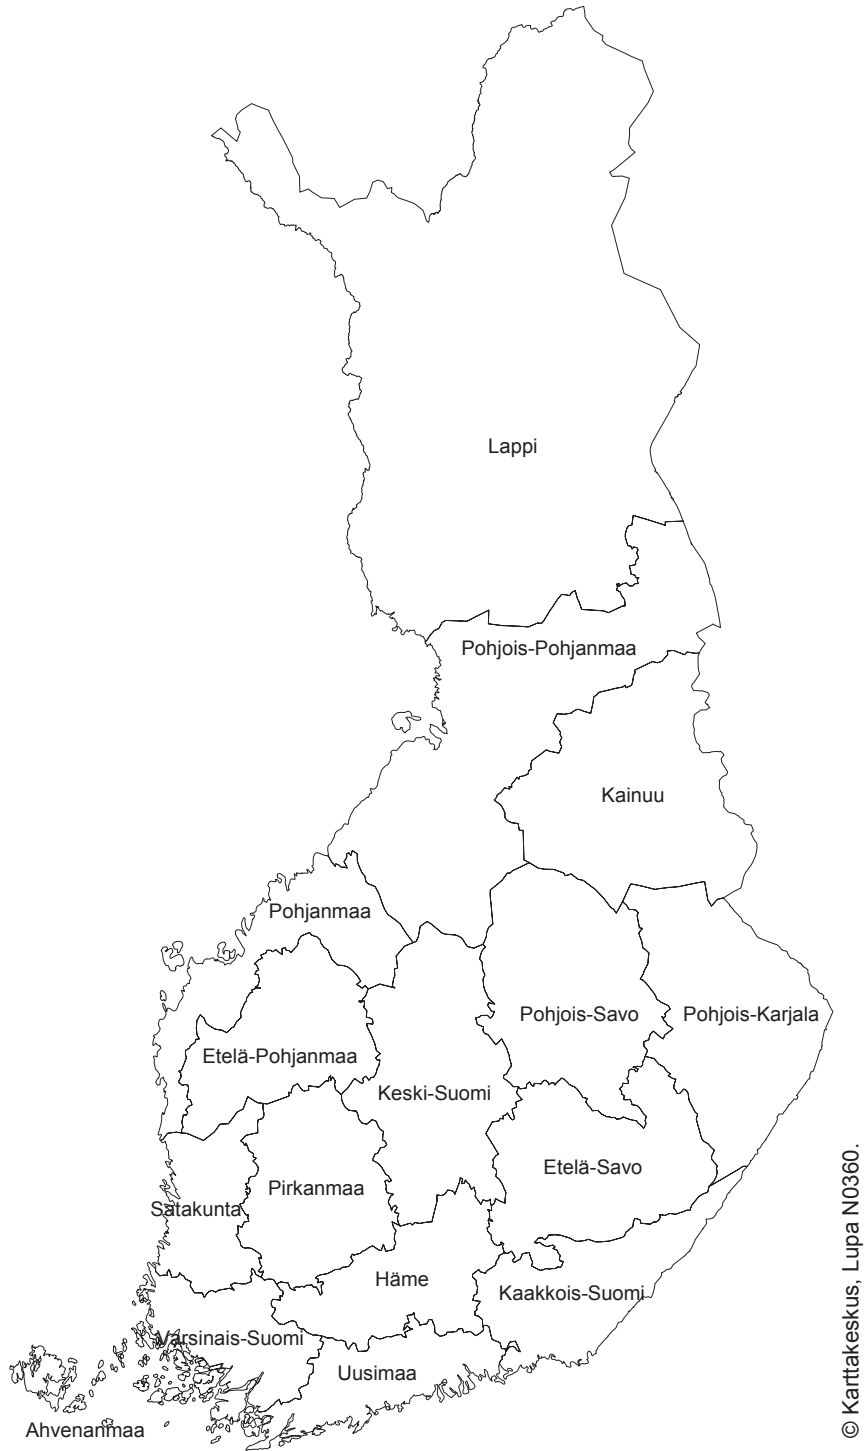 Lappi
Pohjois-Pohjanmaa
Kainuu
Pohjanmaa
Pohjois-Savo
Pohjois-Karjala
Etelä-Pohjanmaa
Keski-Suomi
Etelä-Savo
Pirkanmaa
Satakunta
Häme
Kaakkois-Suomi
Varsinais-Suomi
Uusimaa
Ahvenanmaa
© Karttakeskus, Lupa N0360.